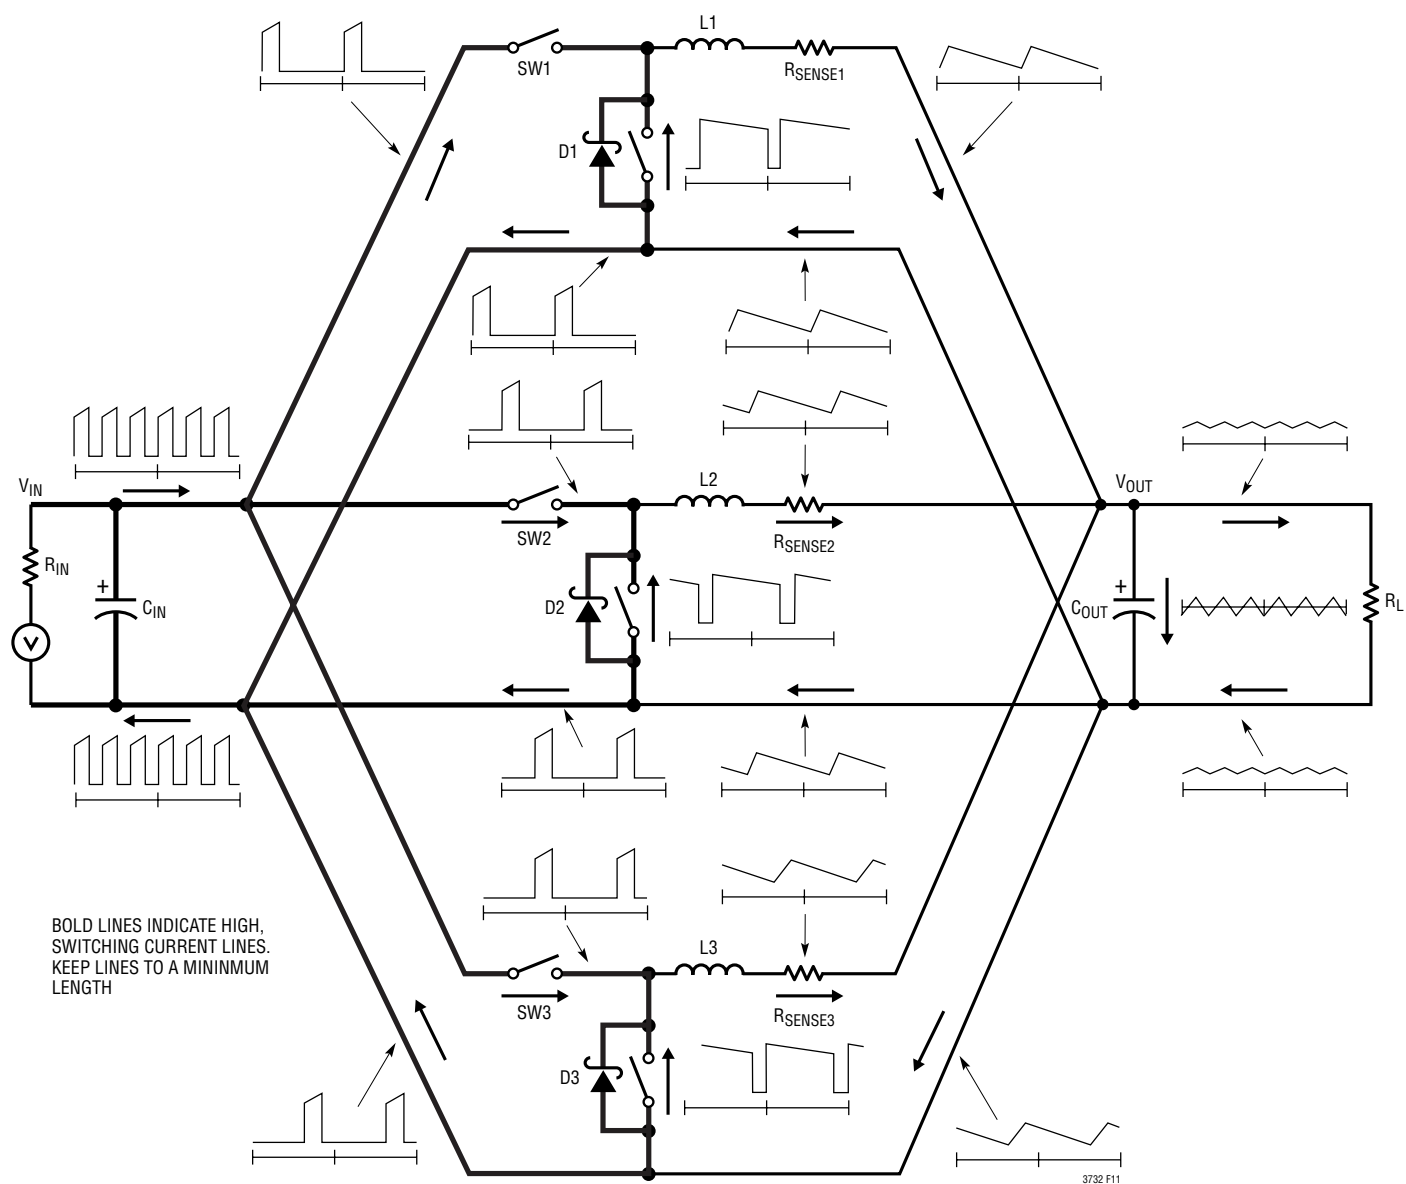 L1
SW1
RSENSE1
D1
VIN
L2
VOUT
SW2
RSENSE2
RIN
+
CIN
D2
+
COUT
RL
V
BOLD LINES INDICATE HIGH,
SWITCHING CURRENT LINES.
KEEP LINES TO A MININMUM
LENGTH
L3
SW3
RSENSE3
D3
3732 F11